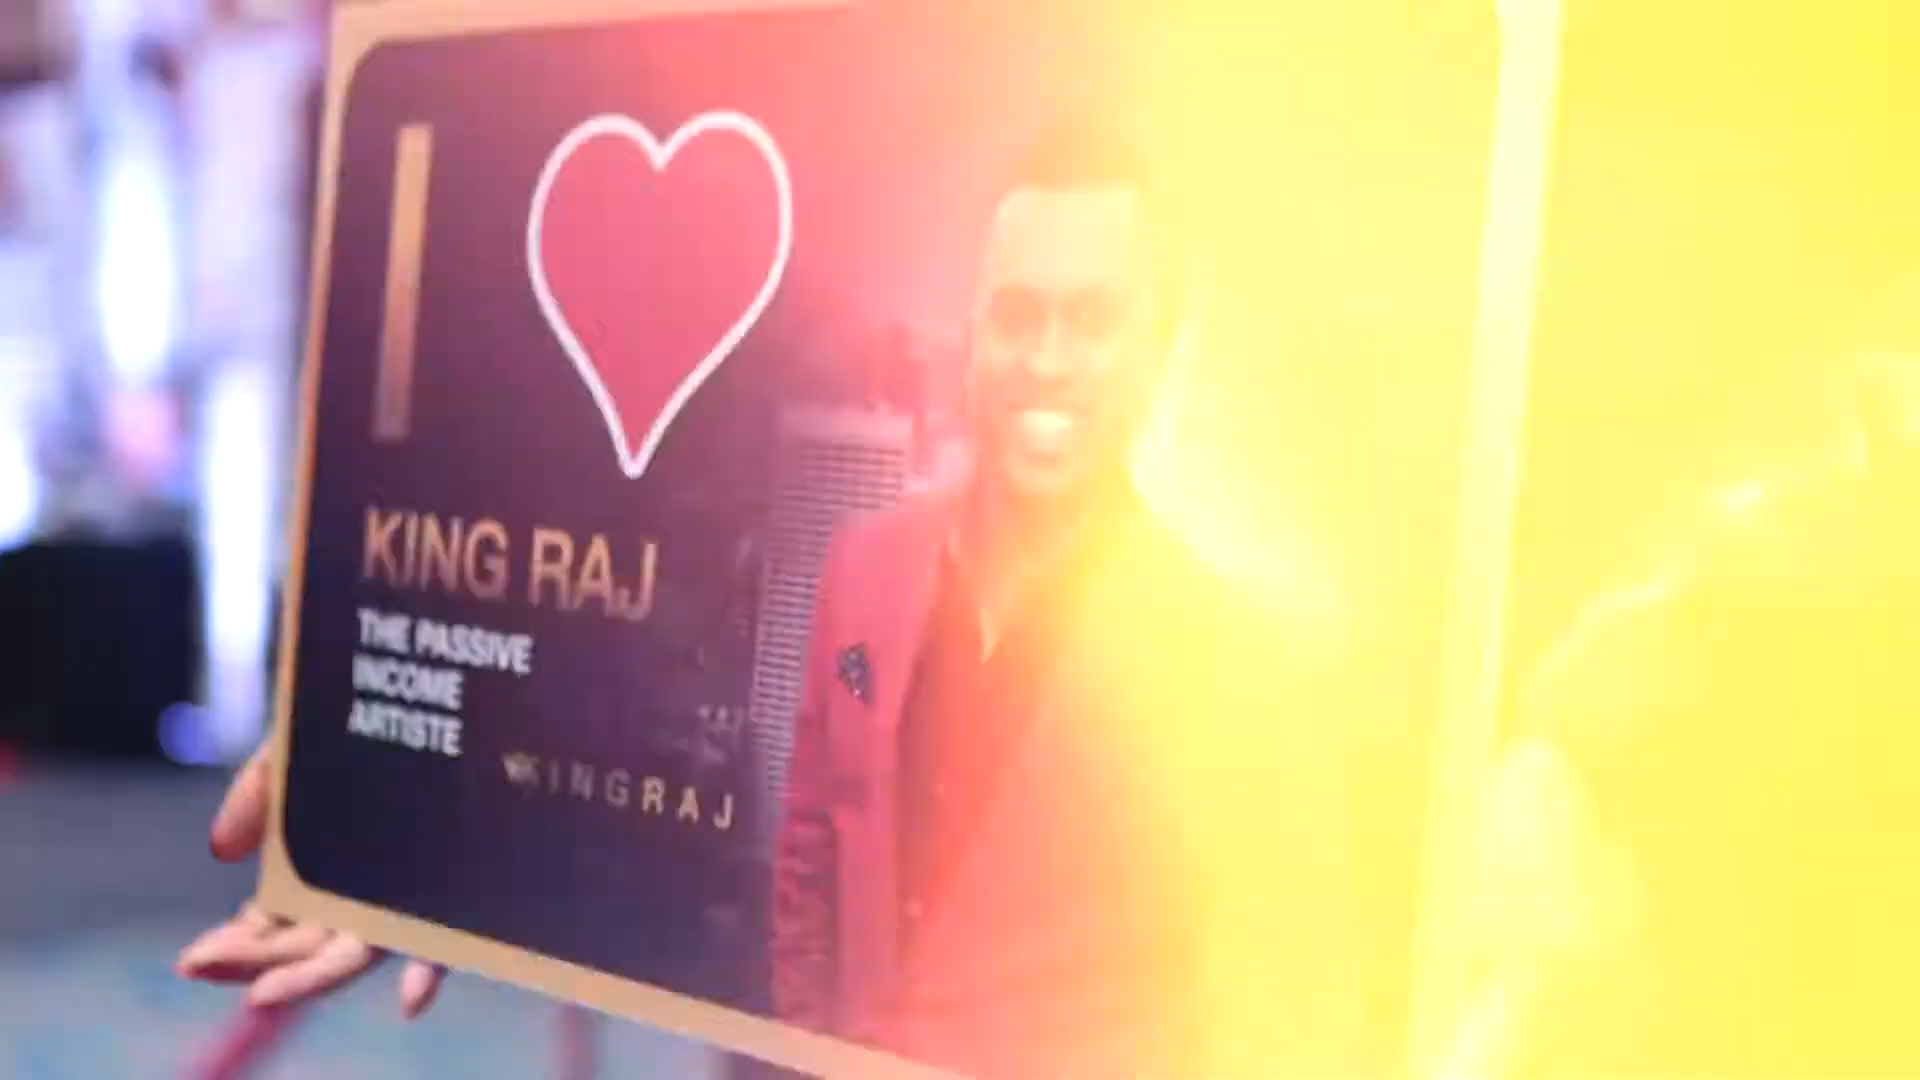 I
KING RAJ
THE PASSIVE
INCOME
ARTISTE
KINGRAJ